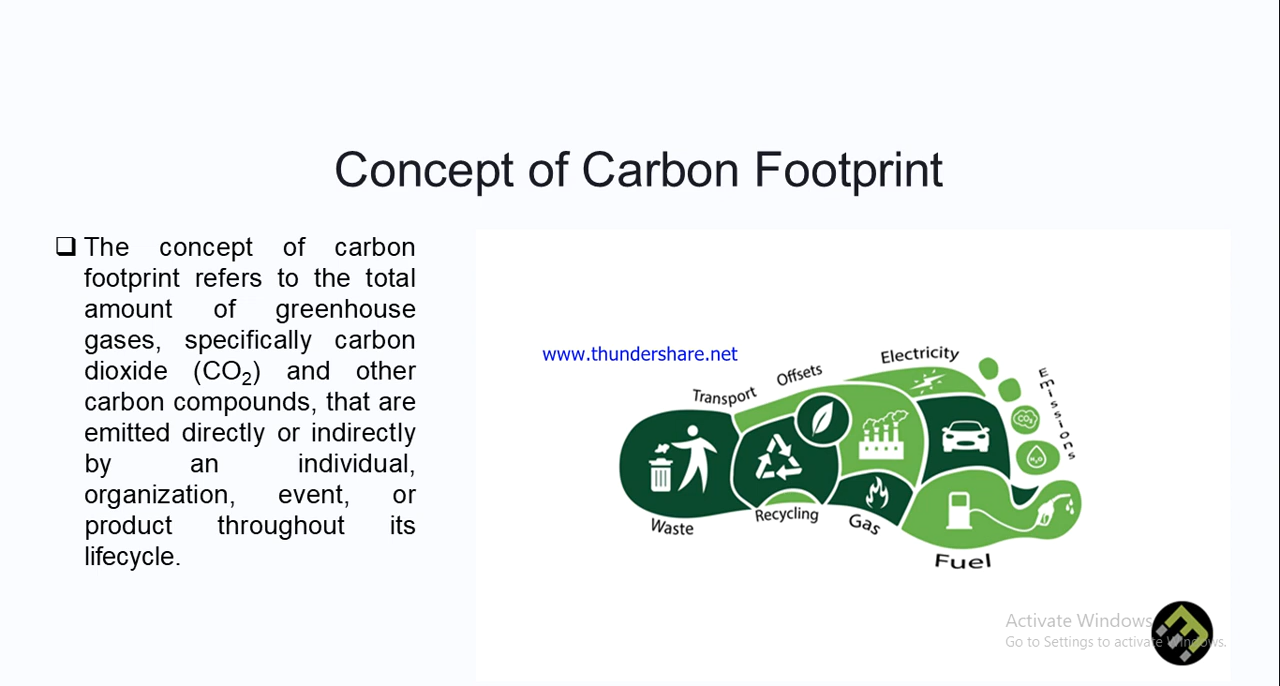 Concept of Carbon Footprint
❑ The concept of carbon
footprint refers to the total
amount of greenhouse
gases, specifically carbon
dioxide (CO₂) and other
carbon compounds, that are
emitted directly or indirectly
by an individual,
organization, event, or
product throughout its
lifecycle.
www.thundershare.net
Transport
Offsets
Electricity
Emissions
CO₂
H₂O
Waste
Recycling
Gas
Fuel
Activate Windows
Go to Settings to activate Windows.